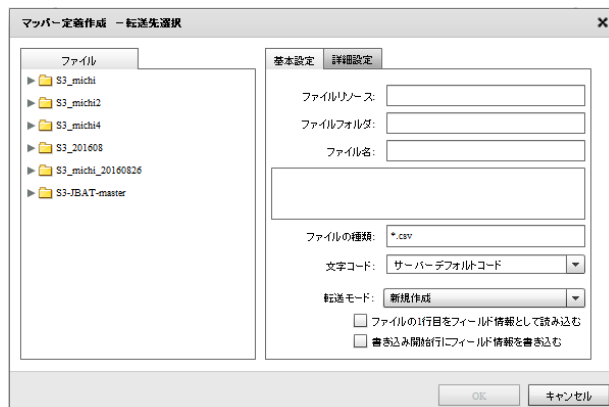 マッパー定義作成 －転送先選択
ファイル
S3_michi
S3_michi2
S3_michi4
S3_201608
S3_michi_20160826
S3-JBAT-master
基本設定 詳細設定
ファイルリソース:
ファイルフォルダ:
ファイル名:
ファイルの種類: *.csv
文字コード: サーバーデフォルトコード
転送モード: 新規作成
ファイルの1行目をフィールド情報として読み込む
書き込み開始行にフィールド情報を書き込む
OK キャンセル